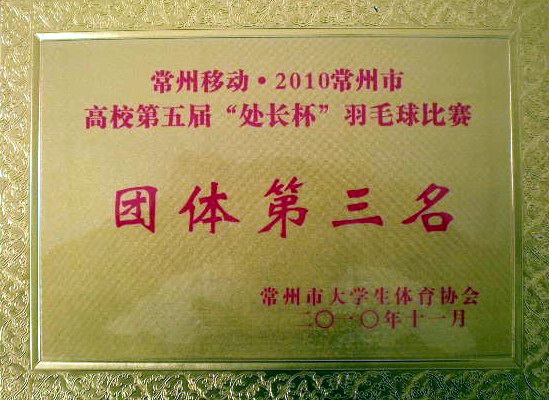 常州移动·2010常州市
高校第五届“处长杯”羽毛球比赛
团体第三名
常州市大学生体育协会
二〇一〇年十一月